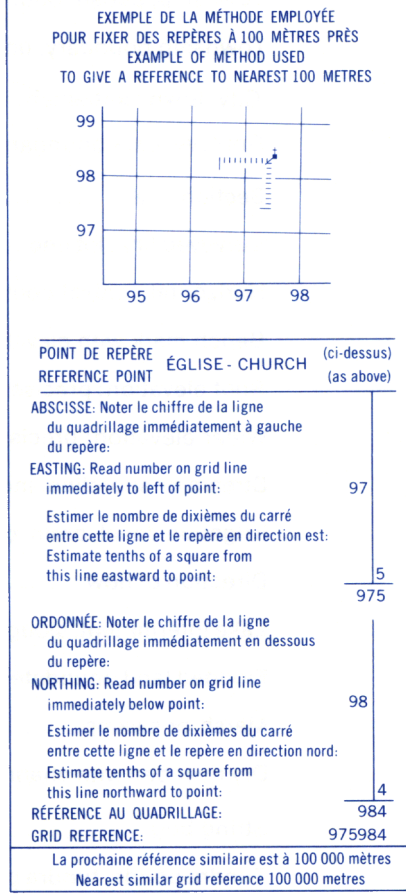 EXEMPLE DE LA MÉTHODE EMPLOYÉE
POUR FIXER DES REPÈRES À 100 MÈTRES PRÈS
EXAMPLE OF METHOD USED
TO GIVE A REFERENCE TO NEAREST 100 METRES
99
98
97
95 96 97 98
POINT DE REPÈRE
REFERENCE POINT
ÉGLISE - CHURCH
(ci-dessus)
(as above)
ABSCISSE: Noter le chiffre de la ligne
du quadrillage immédiatement à gauche
du repère:
EASTING: Read number on grid line
immediately to left of point: 97
Estimer le nombre de dixièmes du carré
entre cette ligne et le repère en direction est:
Estimate tenths of a square from
this line eastward to point: 5
975
ORDONNÉE: Noter le chiffre de la ligne
du quadrillage immédiatement en dessous
du repère:
NORTHING: Read number on grid line
immediately below point: 98
Estimer le nombre de dixièmes du carré
entre cette ligne et le repère en direction nord:
Estimate tenths of a square from
this line northward to point: 4
RÉFÉRENCE AU QUADRILLAGE: 984
GRID REFERENCE: 975984
La prochaine référence similaire est à 100 000 mètres
Nearest similar grid reference 100 000 metres